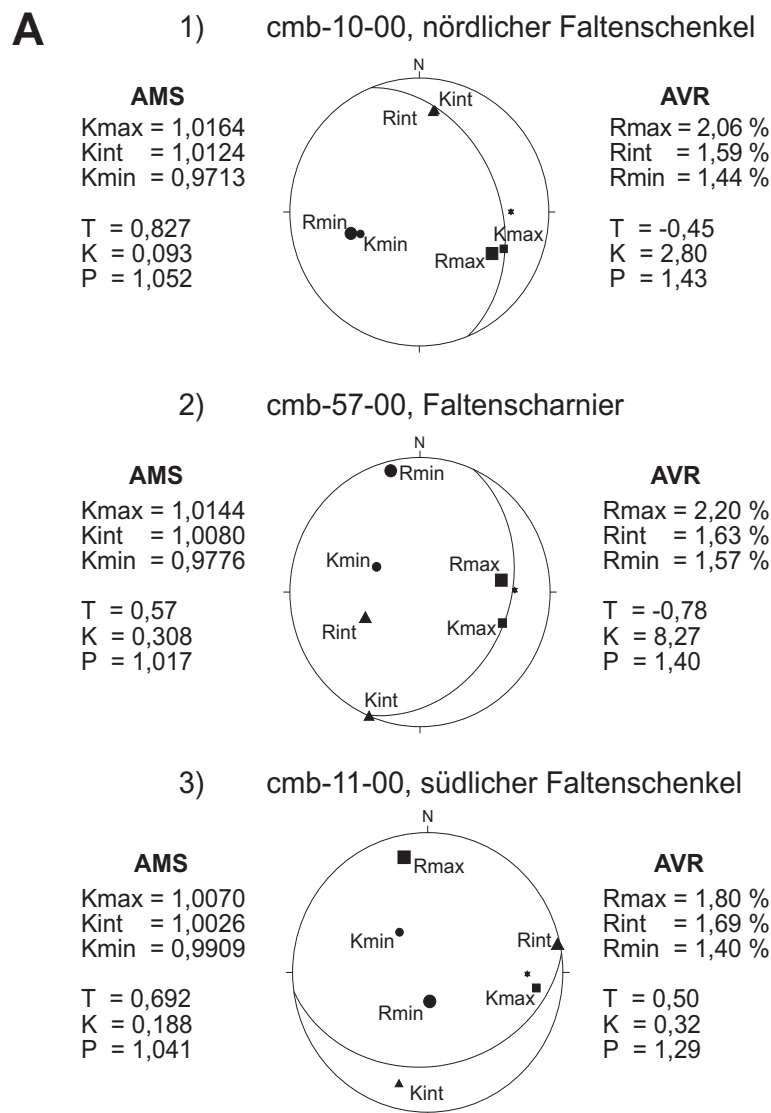 A
1) cmb-10-00, nördlicher Faltenschenkel
AMS
Kmax = 1,0164
Kint = 1,0124
Kmin = 0,9713
T = 0,827
K = 0,093
P = 1,052
N
Kint
Rint
Rmin
Kmin
Kmax
Rmax
AVR
Rmax = 2,06 %
Rint = 1,59 %
Rmin = 1,44 %
T = -0,45
K = 2,80
P = 1,43
2) cmb-57-00, Faltenscharnier
AMS
Kmax = 1,0144
Kint = 1,0080
Kmin = 0,9776
T = 0,57
K = 0,308
P = 1,017
N
Rmin
Kmin
Rmax
Rint
Kmax
Kint
AVR
Rmax = 2,20 %
Rint = 1,63 %
Rmin = 1,57 %
T = -0,78
K = 8,27
P = 1,40
3) cmb-11-00, südlicher Faltenschenkel
AMS
Kmax = 1,0070
Kint = 1,0026
Kmin = 0,9909
T = 0,692
K = 0,188
P = 1,041
N
Rmax
Kmin
Rint
Kmax
Rmin
Kint
AVR
Rmax = 1,80 %
Rint = 1,69 %
Rmin = 1,40 %
T = 0,50
K = 0,32
P = 1,29